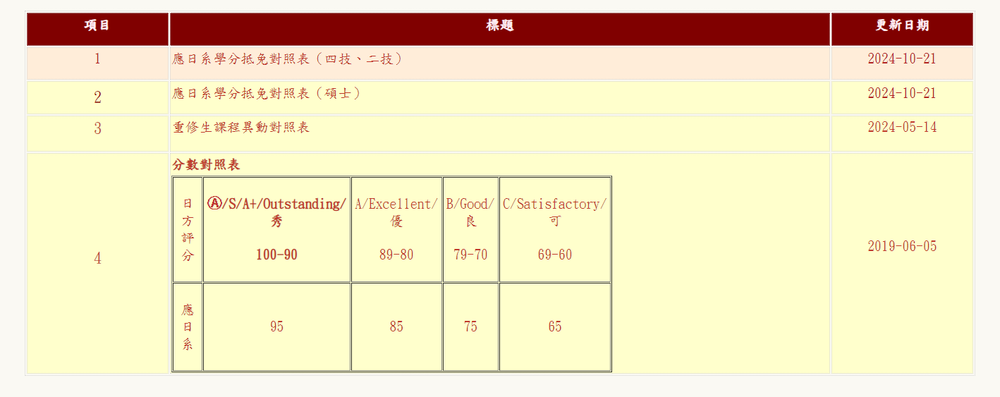 項目 標題 更新日期
1 應日系學分抵免對照表（四技、二技） 2024-10-21
2 應日系學分抵免對照表（碩士） 2024-10-21
3 重修生課程異動對照表 2024-05-14
分數對照表
日方評分 Ⓐ/S/A+/Outstanding/秀 A/Excellent/優 B/Good/良 C/Satisfactory/可
100-90 89-80 79-70 69-60
4 2019-06-05
應日系 95 85 75 65